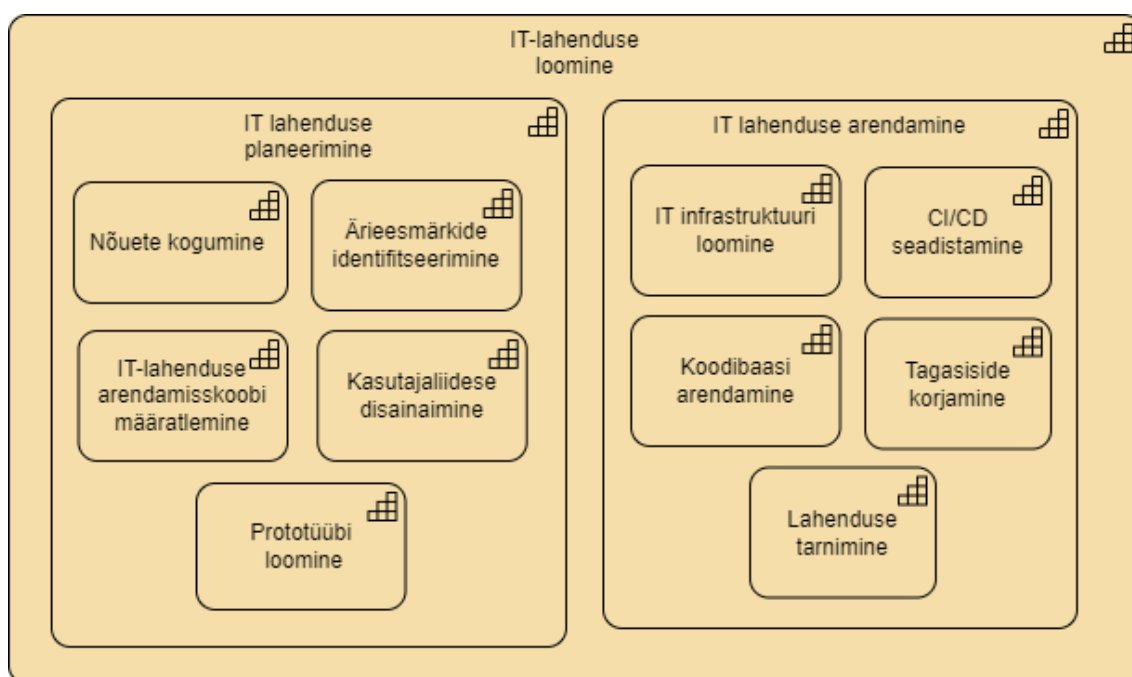 IT-lahenduse
loomine
IT lahenduse
planeerimine
Nõuete kogumine
Ärieesmärkide
identifitseerimine
IT-lahenduse
arendamisskoobi
määratlemine
Kasutajaliidese
disainaimine
Prototüübi
loomine
IT lahenduse arendamine
IT infrastruktuuri
loomine
CI/CD
seadistamine
Koodibaasi
arendamine
Tagasiside
korjamine
Lahenduse
tarnimine